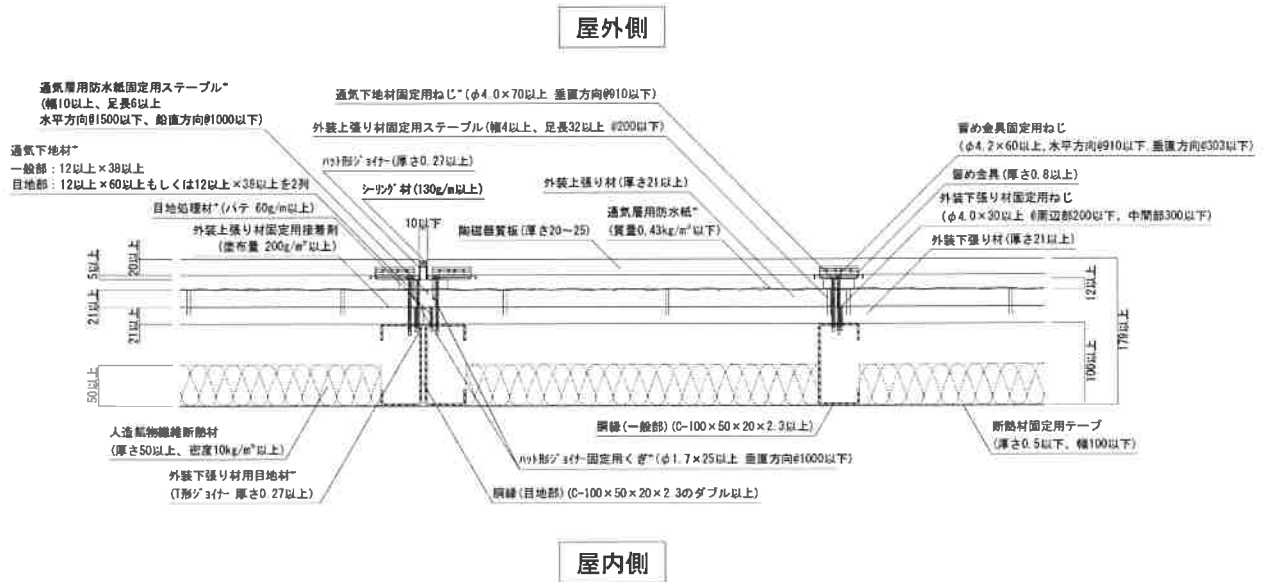 屋外側
通気層用防水紙固定用ステープル*
(幅10以上、足長6以上
水平方向@1500以下、鉛直方向@1000以下)
通気下地材*
一般部：12以上×38以上
目地部：12以上×60以上もしくは12以上×38以上を2列
目地処理材*(パテ 60g/m以上)
外装上張り材固定用接着剤
(塗布量 200g/m²以上)
通気下地材固定用ねじ*(φ4.0×70以上 垂直方向@910以下)
外装上張り材固定用ステープル(幅4以上、足長32以上 @200以下)
ハット形ジョイナー(厚さ0.27以上)
シーリング材(130g/m以上)
10以下
外装上張り材(厚さ21以上)
通気層用防水紙*
(質量0.43kg/m²以下)
陶磁器質板(厚さ20～25)
留め金具固定用ねじ
(φ4.2×60以上,水平方向@910以下,垂直方向@303以下)
留め金具(厚さ0.8以上)
外装下張り材固定用ねじ
(φ4.0×30以上 @周辺部200以下、中間部300以下)
外装下張り材(厚さ21以上)
5以上
20以上
21以上
21以上
50以上
12以上
100以上
179以上
人造鉱物繊維断熱材
(厚さ50以上、密度10kg/m³以上)
外装下張り材用目地材*
(T形ジョイナー 厚さ0.27以上)
胴縁(一般部)(C-100×50×20×2.3以上)
ハット形ジョイナー固定用くぎ*(φ1.7×25以上 垂直方向@1000以下)
胴縁(目地部)(C-100×50×20×2.3のダブル以上)
断熱材固定用テープ
(厚さ0.5以下、幅100以下)
屋内側